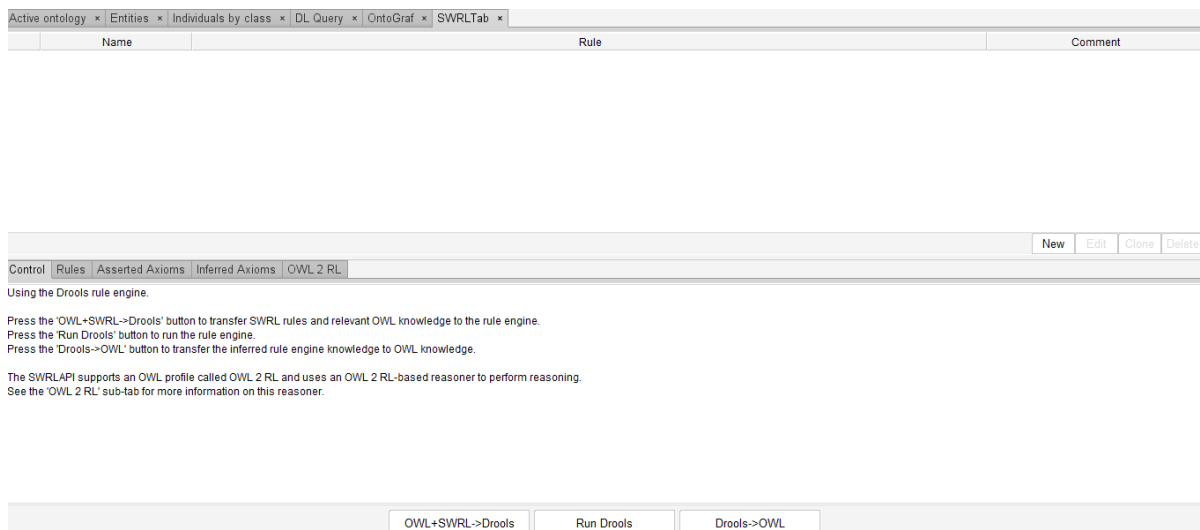 Active ontology × Entities × Individuals by class × DL Query × OntoGraf × SWRLTab ×
Name Rule Comment
New Edit Clone Delete
Control Rules Asserted Axioms Inferred Axioms OWL 2 RL
Using the Drools rule engine.
Press the 'OWL+SWRL->Drools' button to transfer SWRL rules and relevant OWL knowledge to the rule engine.
Press the 'Run Drools' button to run the rule engine.
Press the 'Drools->OWL' button to transfer the inferred rule engine knowledge to OWL knowledge.
The SWRLAPI supports an OWL profile called OWL 2 RL and uses an OWL 2 RL-based reasoner to perform reasoning.
See the 'OWL 2 RL' sub-tab for more information on this reasoner.
OWL+SWRL->Drools Run Drools Drools->OWL